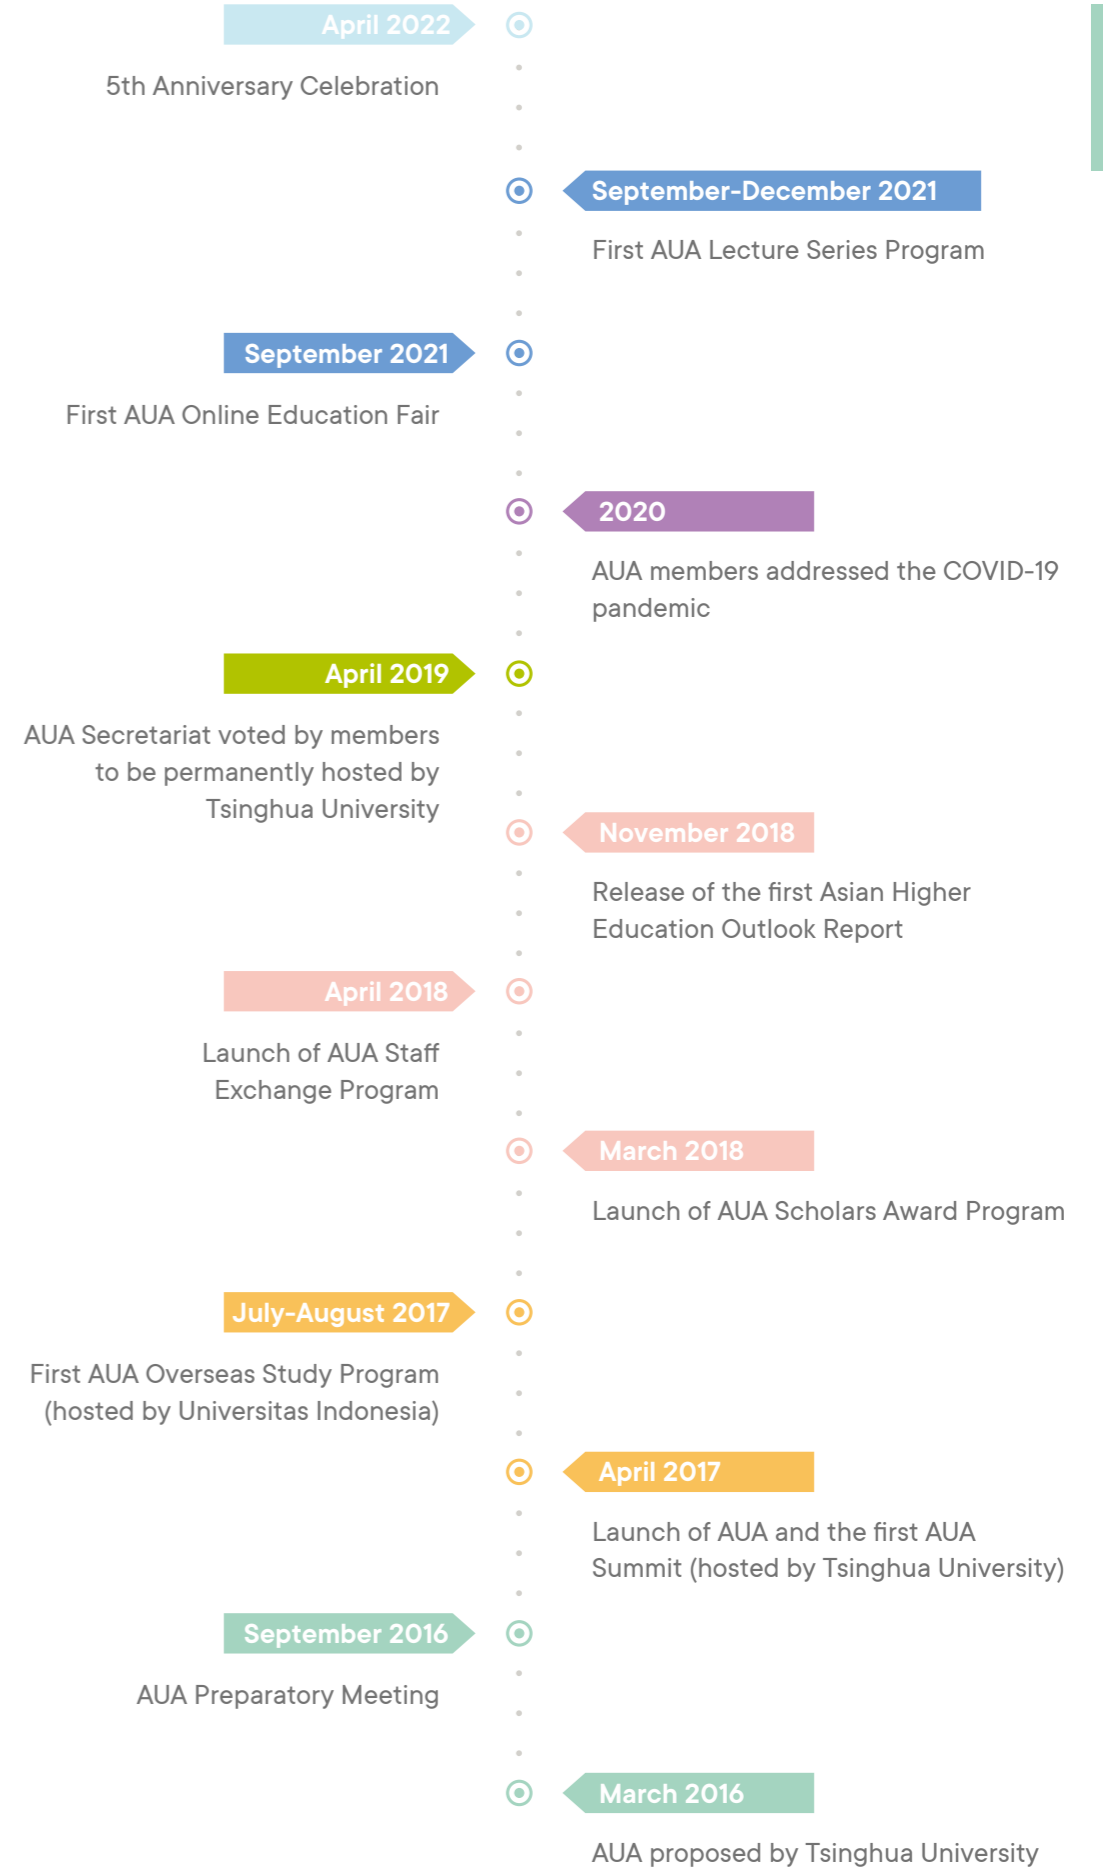 April 2022
5th Anniversary Celebration
September-December 2021
First AUA Lecture Series Program
September 2021
First AUA Online Education Fair
2020
AUA members addressed the COVID-19
pandemic
April 2019
AUA Secretariat voted by members
to be permanently hosted by
Tsinghua University
November 2018
Release of the first Asian Higher
Education Outlook Report
April 2018
Launch of AUA Staff
Exchange Program
March 2018
Launch of AUA Scholars Award Program
July-August 2017
First AUA Overseas Study Program
(hosted by Universitas Indonesia)
April 2017
Launch of AUA and the first AUA
Summit (hosted by Tsinghua University)
September 2016
AUA Preparatory Meeting
March 2016
AUA proposed by Tsinghua University